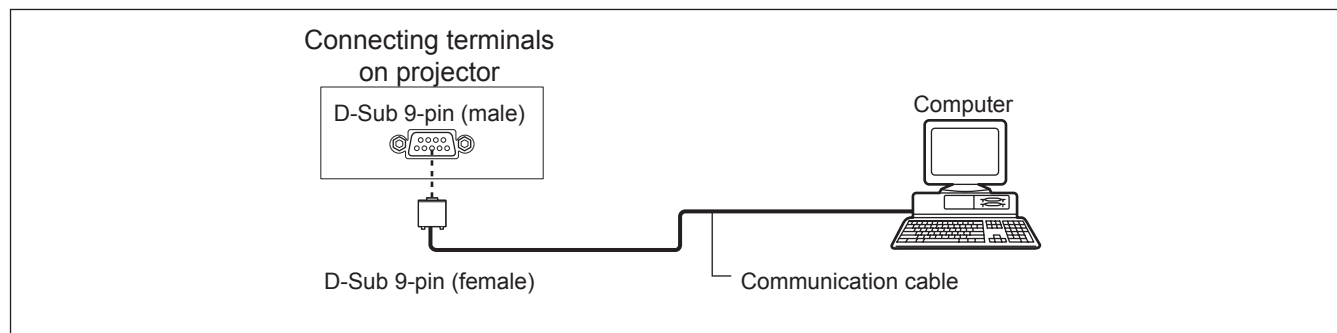 Connecting terminals
on projector
D-Sub 9-pin (male)
Computer
D-Sub 9-pin (female)
Communication cable